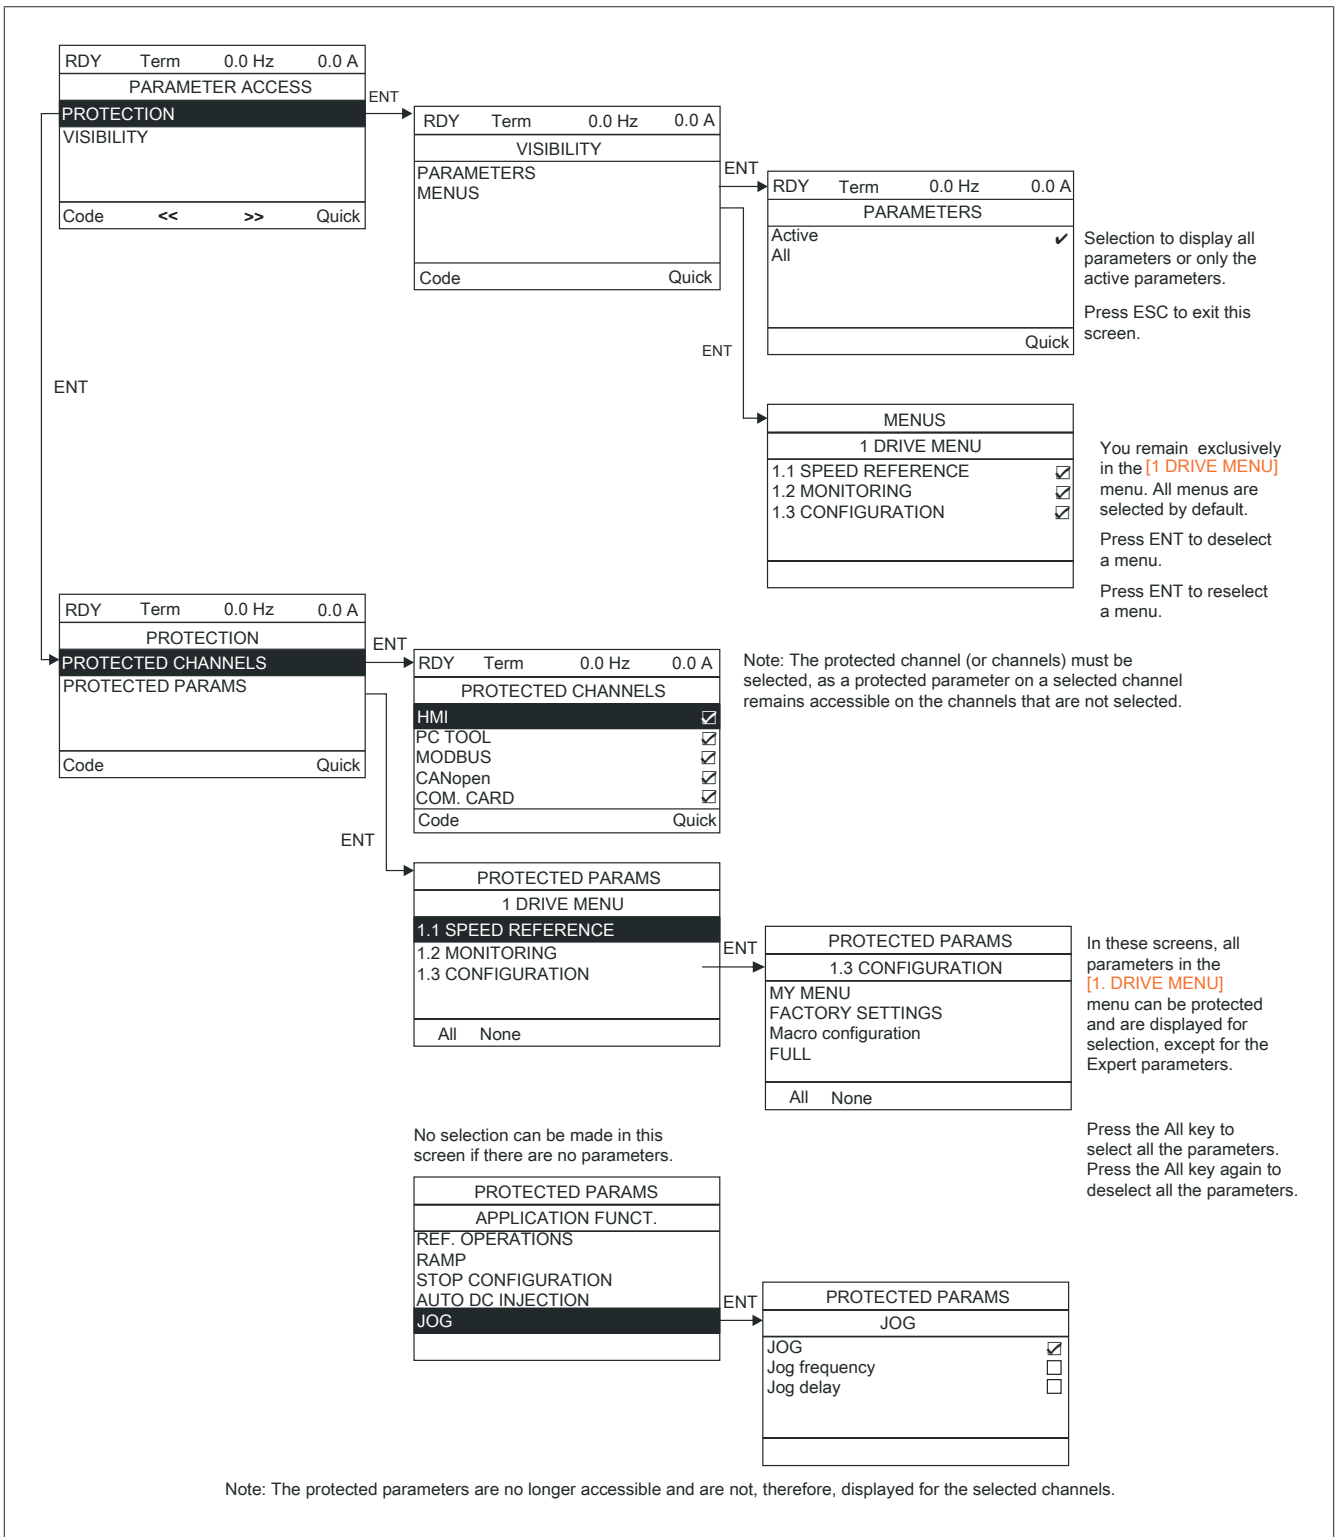 RDY Term 0.0 Hz 0.0 A
PARAMETER ACCESS
PROTECTION
VISIBILITY
Code << >> Quick
ENT
RDY Term 0.0 Hz 0.0 A
VISIBILITY
PARAMETERS
MENUS
Code Quick
ENT
RDY Term 0.0 Hz 0.0 A
PARAMETERS
Active ✔
All
Quick
Selection to display all
parameters or only the
active parameters.
Press ESC to exit this
screen.
ENT
ENT
MENUS
1 DRIVE MENU
1.1 SPEED REFERENCE
1.2 MONITORING
1.3 CONFIGURATION
You remain exclusively
in the [1 DRIVE MENU]
menu. All menus are
selected by default.
Press ENT to deselect
a menu.
Press ENT to reselect
a menu.
RDY Term 0.0 Hz 0.0 A
PROTECTION
PROTECTED CHANNELS
PROTECTED PARAMS
Code Quick
ENT
RDY Term 0.0 Hz 0.0 A
PROTECTED CHANNELS
HMI
PC TOOL
MODBUS
CANopen
COM. CARD
Code Quick
Note: The protected channel (or channels) must be
selected, as a protected parameter on a selected channel
remains accessible on the channels that are not selected.
ENT
PROTECTED PARAMS
1 DRIVE MENU
1.1 SPEED REFERENCE
1.2 MONITORING
1.3 CONFIGURATION
All None
ENT
PROTECTED PARAMS
1.3 CONFIGURATION
MY MENU
FACTORY SETTINGS
Macro configuration
FULL
All None
In these screens, all
parameters in the
[1. DRIVE MENU]
menu can be protected
and are displayed for
selection, except for the
Expert parameters.
Press the All key to
select all the parameters.
Press the All key again to
deselect all the parameters.
No selection can be made in this
screen if there are no parameters.
PROTECTED PARAMS
APPLICATION FUNCT.
REF. OPERATIONS
RAMP
STOP CONFIGURATION
AUTO DC INJECTION
JOG
ENT
PROTECTED PARAMS
JOG
JOG
Jog frequency
Jog delay
Note: The protected parameters are no longer accessible and are not, therefore, displayed for the selected channels.